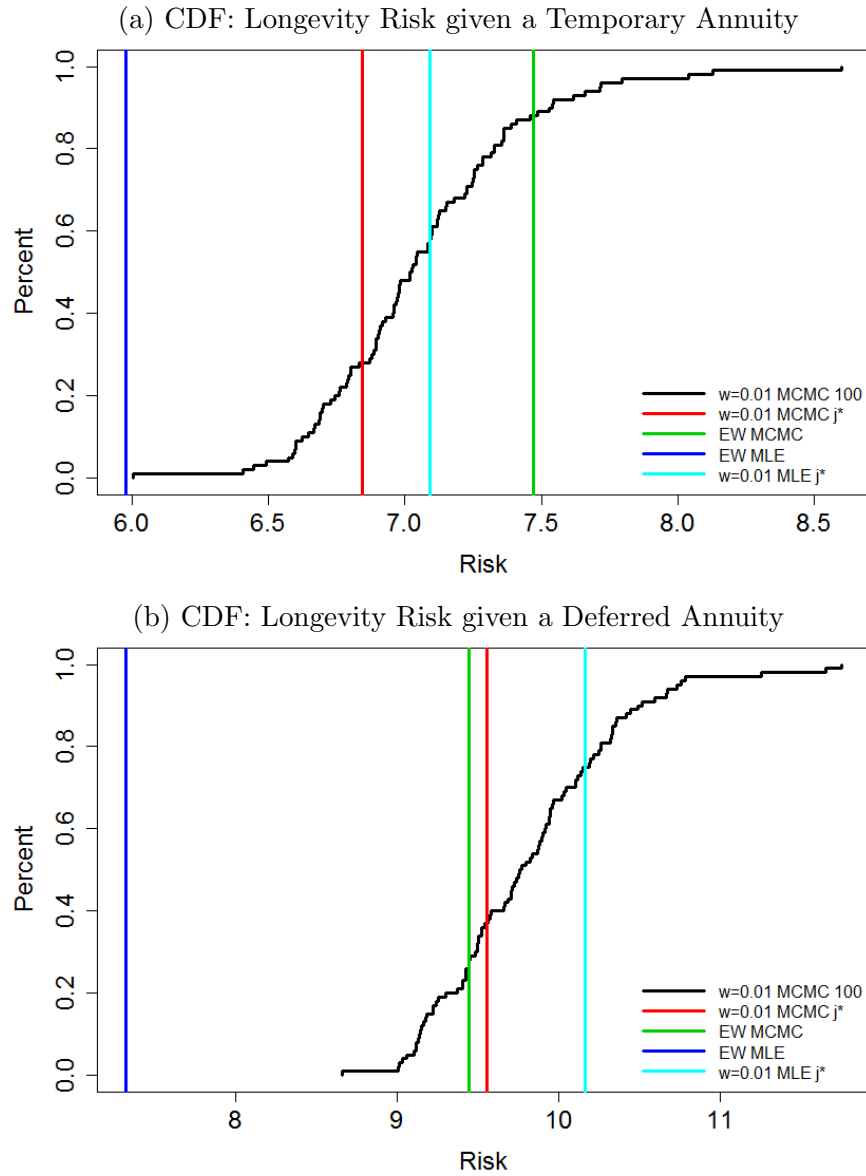 (a) CDF: Longevity Risk given a Temporary Annuity
1.0
0.8
0.6
0.4
0.2
0.0
Percent
w=0.01 MCMC 100
w=0.01 MCMC j*
EW MCMC
EW MLE
w=0.01 MLE j*
6.0 6.5 7.0 7.5 8.0 8.5
Risk
(b) CDF: Longevity Risk given a Deferred Annuity
1.0
0.8
0.6
0.4
0.2
0.0
Percent
w=0.01 MCMC 100
w=0.01 MCMC j*
EW MCMC
EW MLE
w=0.01 MLE j*
8 9 10 11
Risk